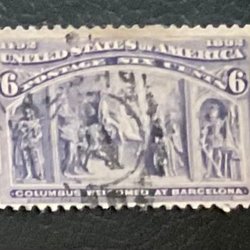 1492 1892
UNITED STATES OF AMERICA
6 POSTAGE SIX CENTS 6
COLUMBUS WELCOMED AT BARCELONA